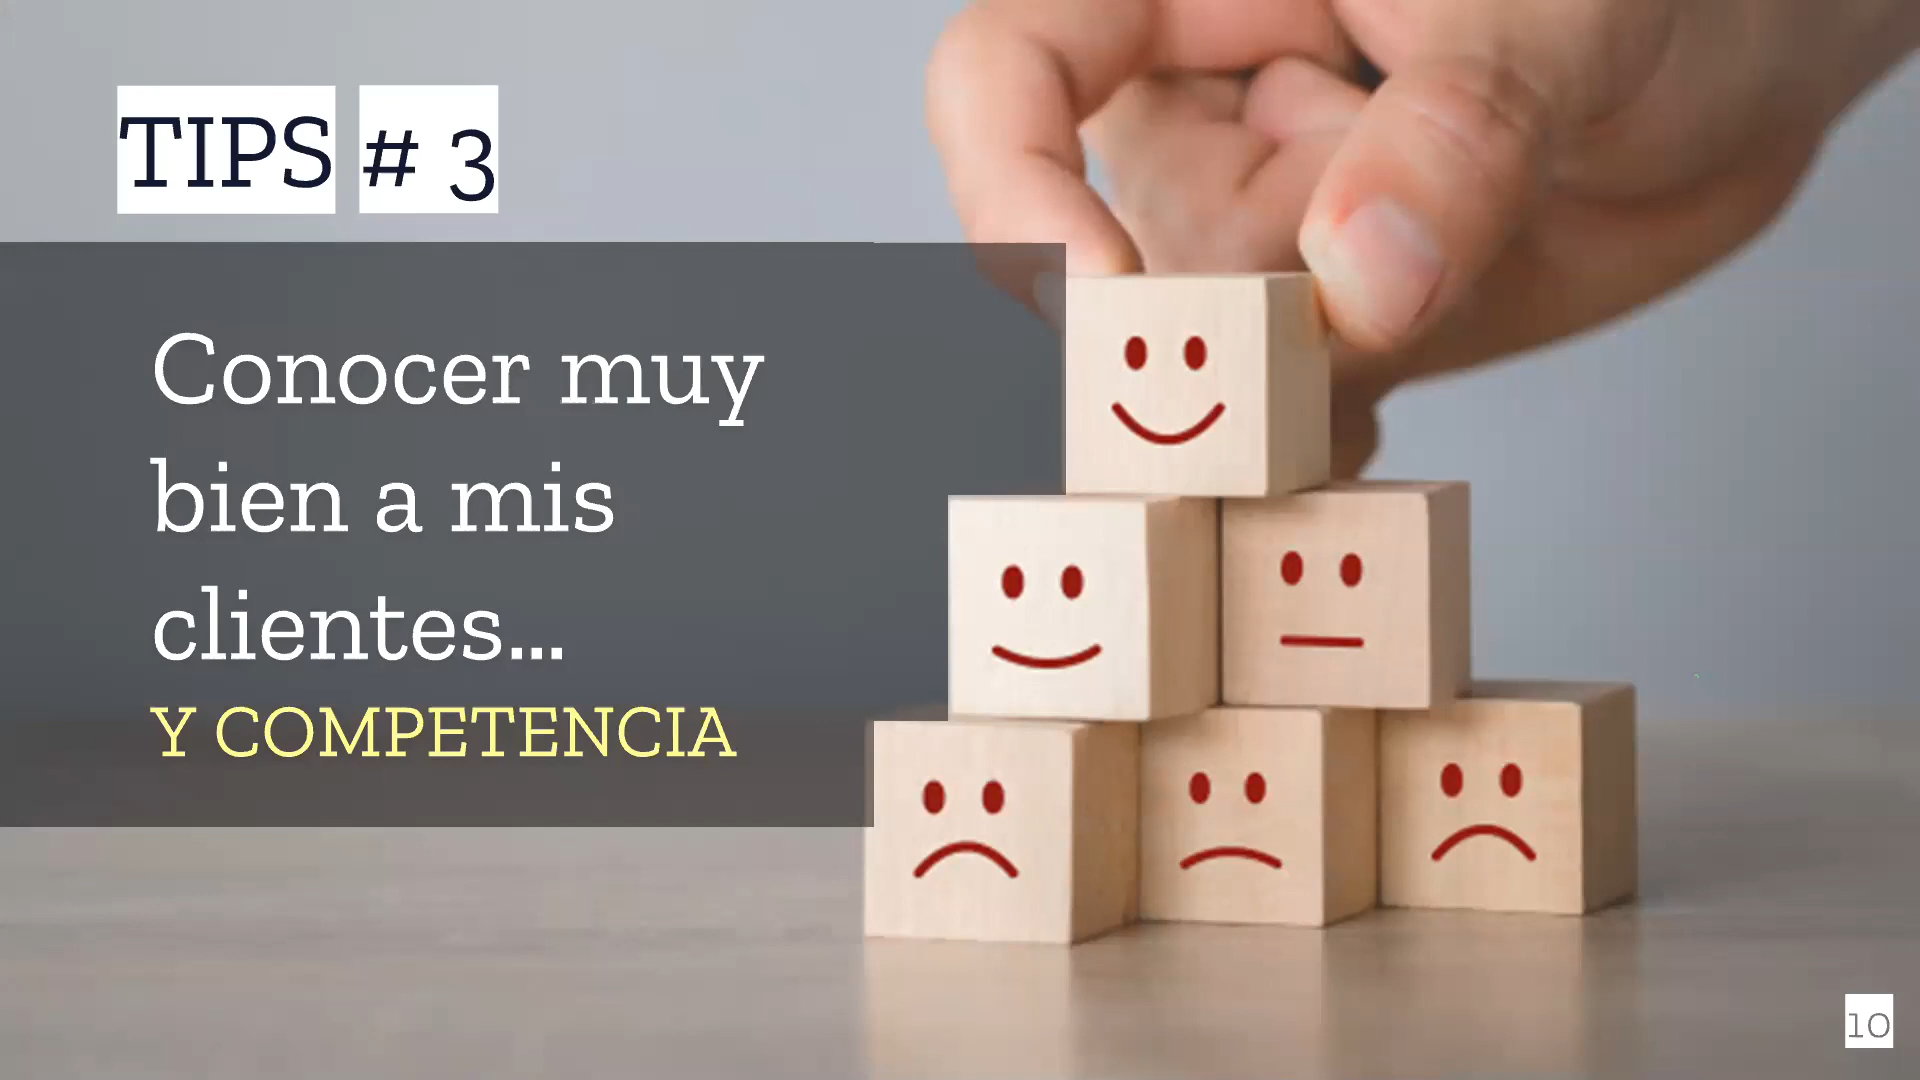 TIPS # 3
Conocer muy
bien a mis
clientes...
Y COMPETENCIA
10